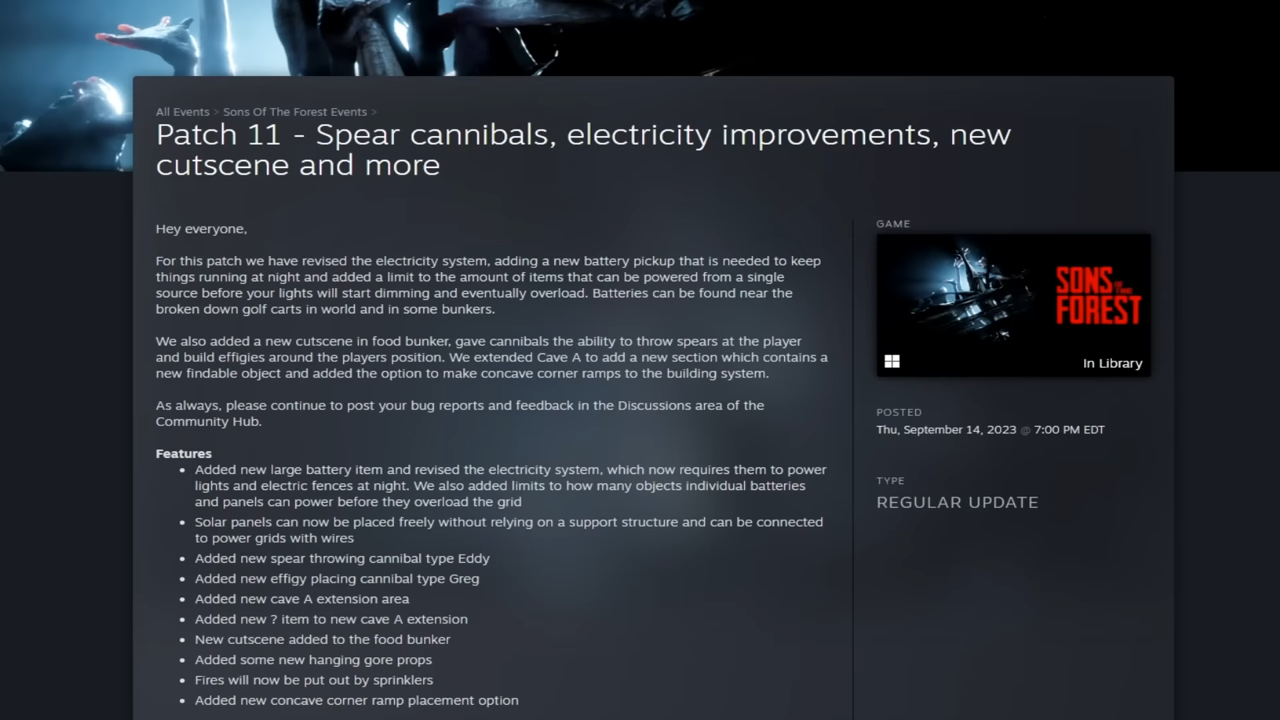 All Events > Sons Of The Forest Events >
Patch 11 - Spear cannibals, electricity improvements, new
cutscene and more
Hey everyone,
For this patch we have revised the electricity system, adding a new battery pickup that is needed to keep
things running at night and added a limit to the amount of items that can be powered from a single
source before your lights will start dimming and eventually overload. Batteries can be found near the
broken down golf carts in world and in some bunkers.
We also added a new cutscene in food bunker, gave cannibals the ability to throw spears at the player
and build effigies around the players position. We extended Cave A to add a new section which contains a
new findable object and added the option to make concave corner ramps to the building system.
As always, please continue to post your bug reports and feedback in the Discussions area of the
Community Hub.
Features
• Added new large battery item and revised the electricity system, which now requires them to power
lights and electric fences at night. We also added limits to how many objects individual batteries
and panels can power before they overload the grid
• Solar panels can now be placed freely without relying on a support structure and can be connected
to power grids with wires
• Added new spear throwing cannibal type Eddy
• Added new effigy placing cannibal type Greg
• Added new cave A extension area
• Added new ? item to new cave A extension
• New cutscene added to the food bunker
• Added some new hanging gore props
• Fires will now be put out by sprinklers
• Added new concave corner ramp placement option
GAME
SONS OF THE
FOREST
In Library
POSTED
Thu, September 14, 2023 @ 7:00 PM EDT
TYPE
REGULAR UPDATE